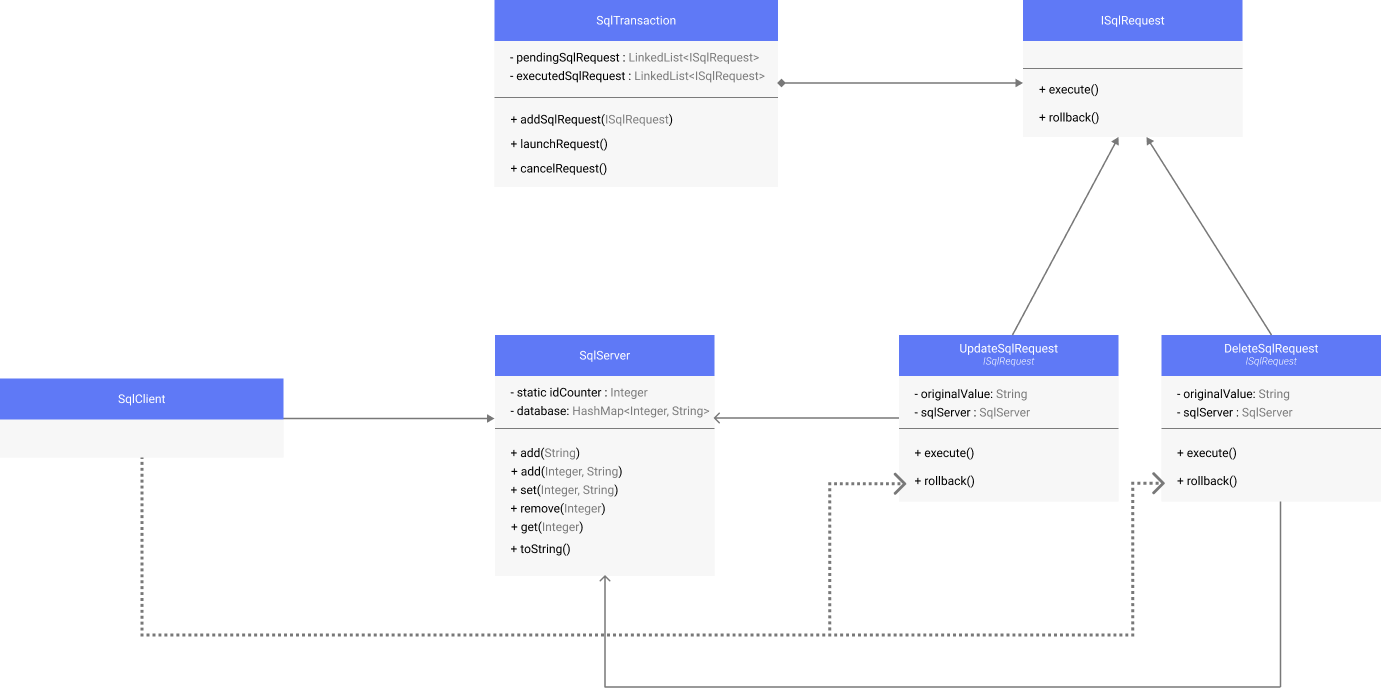 SqlTransaction
- pendingSqlRequest : LinkedList<ISqlRequest>
- executedSqlRequest : LinkedList<ISqlRequest>
+ addSqlRequest(ISqlRequest)
+ launchRequest()
+ cancelRequest()
ISqlRequest
+ execute()
+ rollback()
SqlClient
SqlServer
- static idCounter : Integer
- database: HashMap<Integer, String>
+ add(String)
+ add(Integer, String)
+ set(Integer, String)
+ remove(Integer)
+ get(Integer)
+ toString()
UpdateSqlRequest
ISqlRequest
- originalValue: String
- sqlServer : SqlServer
+ execute()
+ rollback()
DeleteSqlRequest
ISqlRequest
- originalValue: String
- sqlServer : SqlServer
+ execute()
+ rollback()